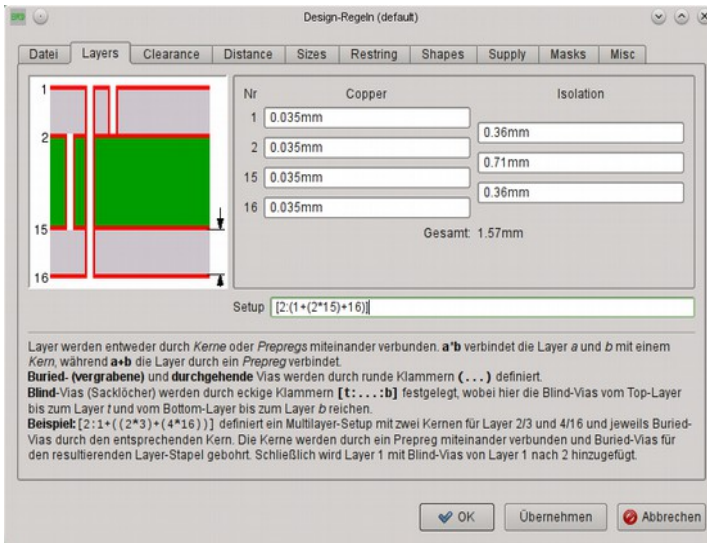 Design-Regeln (default)
Datei Layers Clearance Distance Sizes Restring Shapes Supply Masks Misc
1
2
15
16
Nr Copper Isolation
1 0.035mm
0.36mm
2 0.035mm
0.71mm
15 0.035mm
0.36mm
16 0.035mm
Gesamt: 1.57mm
Setup [2:(1+(2*15)+16)]
Layer werden entweder durch Kerne oder Prepregs miteinander verbunden. a*b verbindet die Layer a und b mit einem
Kern, während a+b die Layer durch ein Prepreg verbindet.
Buried- (vergrabene) und durchgehende Vias werden durch runde Klammern (...) definiert.
Blind-Vias (Sacklöcher) werden durch eckige Klammern [t:...:b] festgelegt, wobei hier die Blind-Vias vom Top-Layer
bis zum Layer t und vom Bottom-Layer bis zum Layer b reichen.
Beispiel: [2:1+((2*3)+(4*16))] definiert ein Multilayer-Setup mit zwei Kernen für Layer 2/3 und 4/16 und jeweils Buried-
Vias durch den entsprechenden Kern. Die Kerne werden durch ein Prepreg miteinander verbunden und Buried-Vias für
den resultierenden Layer-Stapel gebohrt. Schließlich wird Layer 1 mit Blind-Vias von Layer 1 nach 2 hinzugefügt.
OK Übernehmen Abbrechen